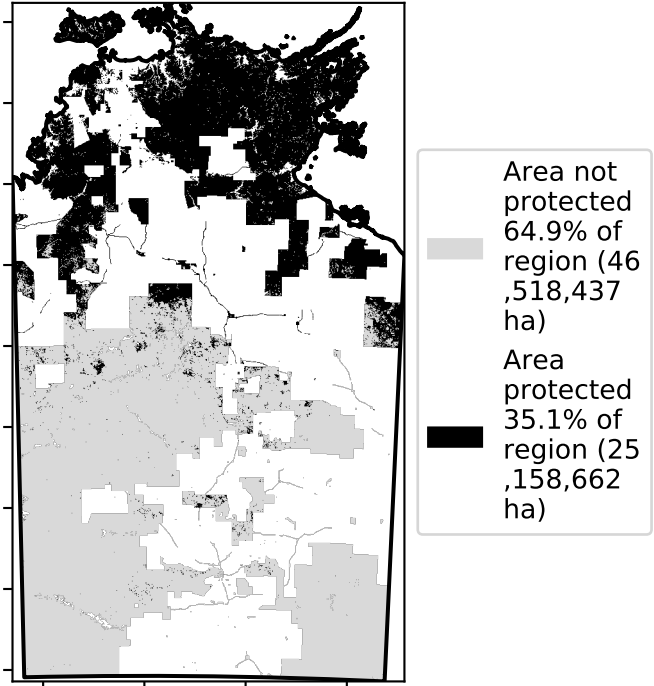 Area not
protected
64.9% of
region (46
,518,437
ha)
Area
protected
35.1% of
region (25
,158,662
ha)